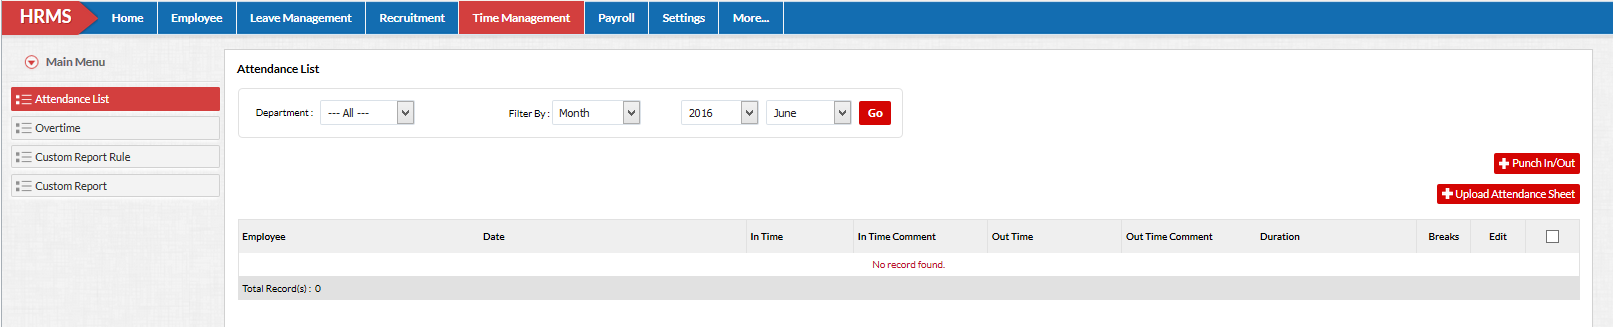 HRMS Home Employee Leave Management Recruitment Time Management Payroll Settings More...
Main Menu
Attendance List
Overtime
Custom Report Rule
Custom Report
Attendance List
Department : --- All --- Filter By : Month 2016 June Go
Punch In/Out
Upload Attendance Sheet
Employee Date In Time In Time Comment Out Time Out Time Comment Duration Breaks Edit
No record found.
Total Record(s) : 0